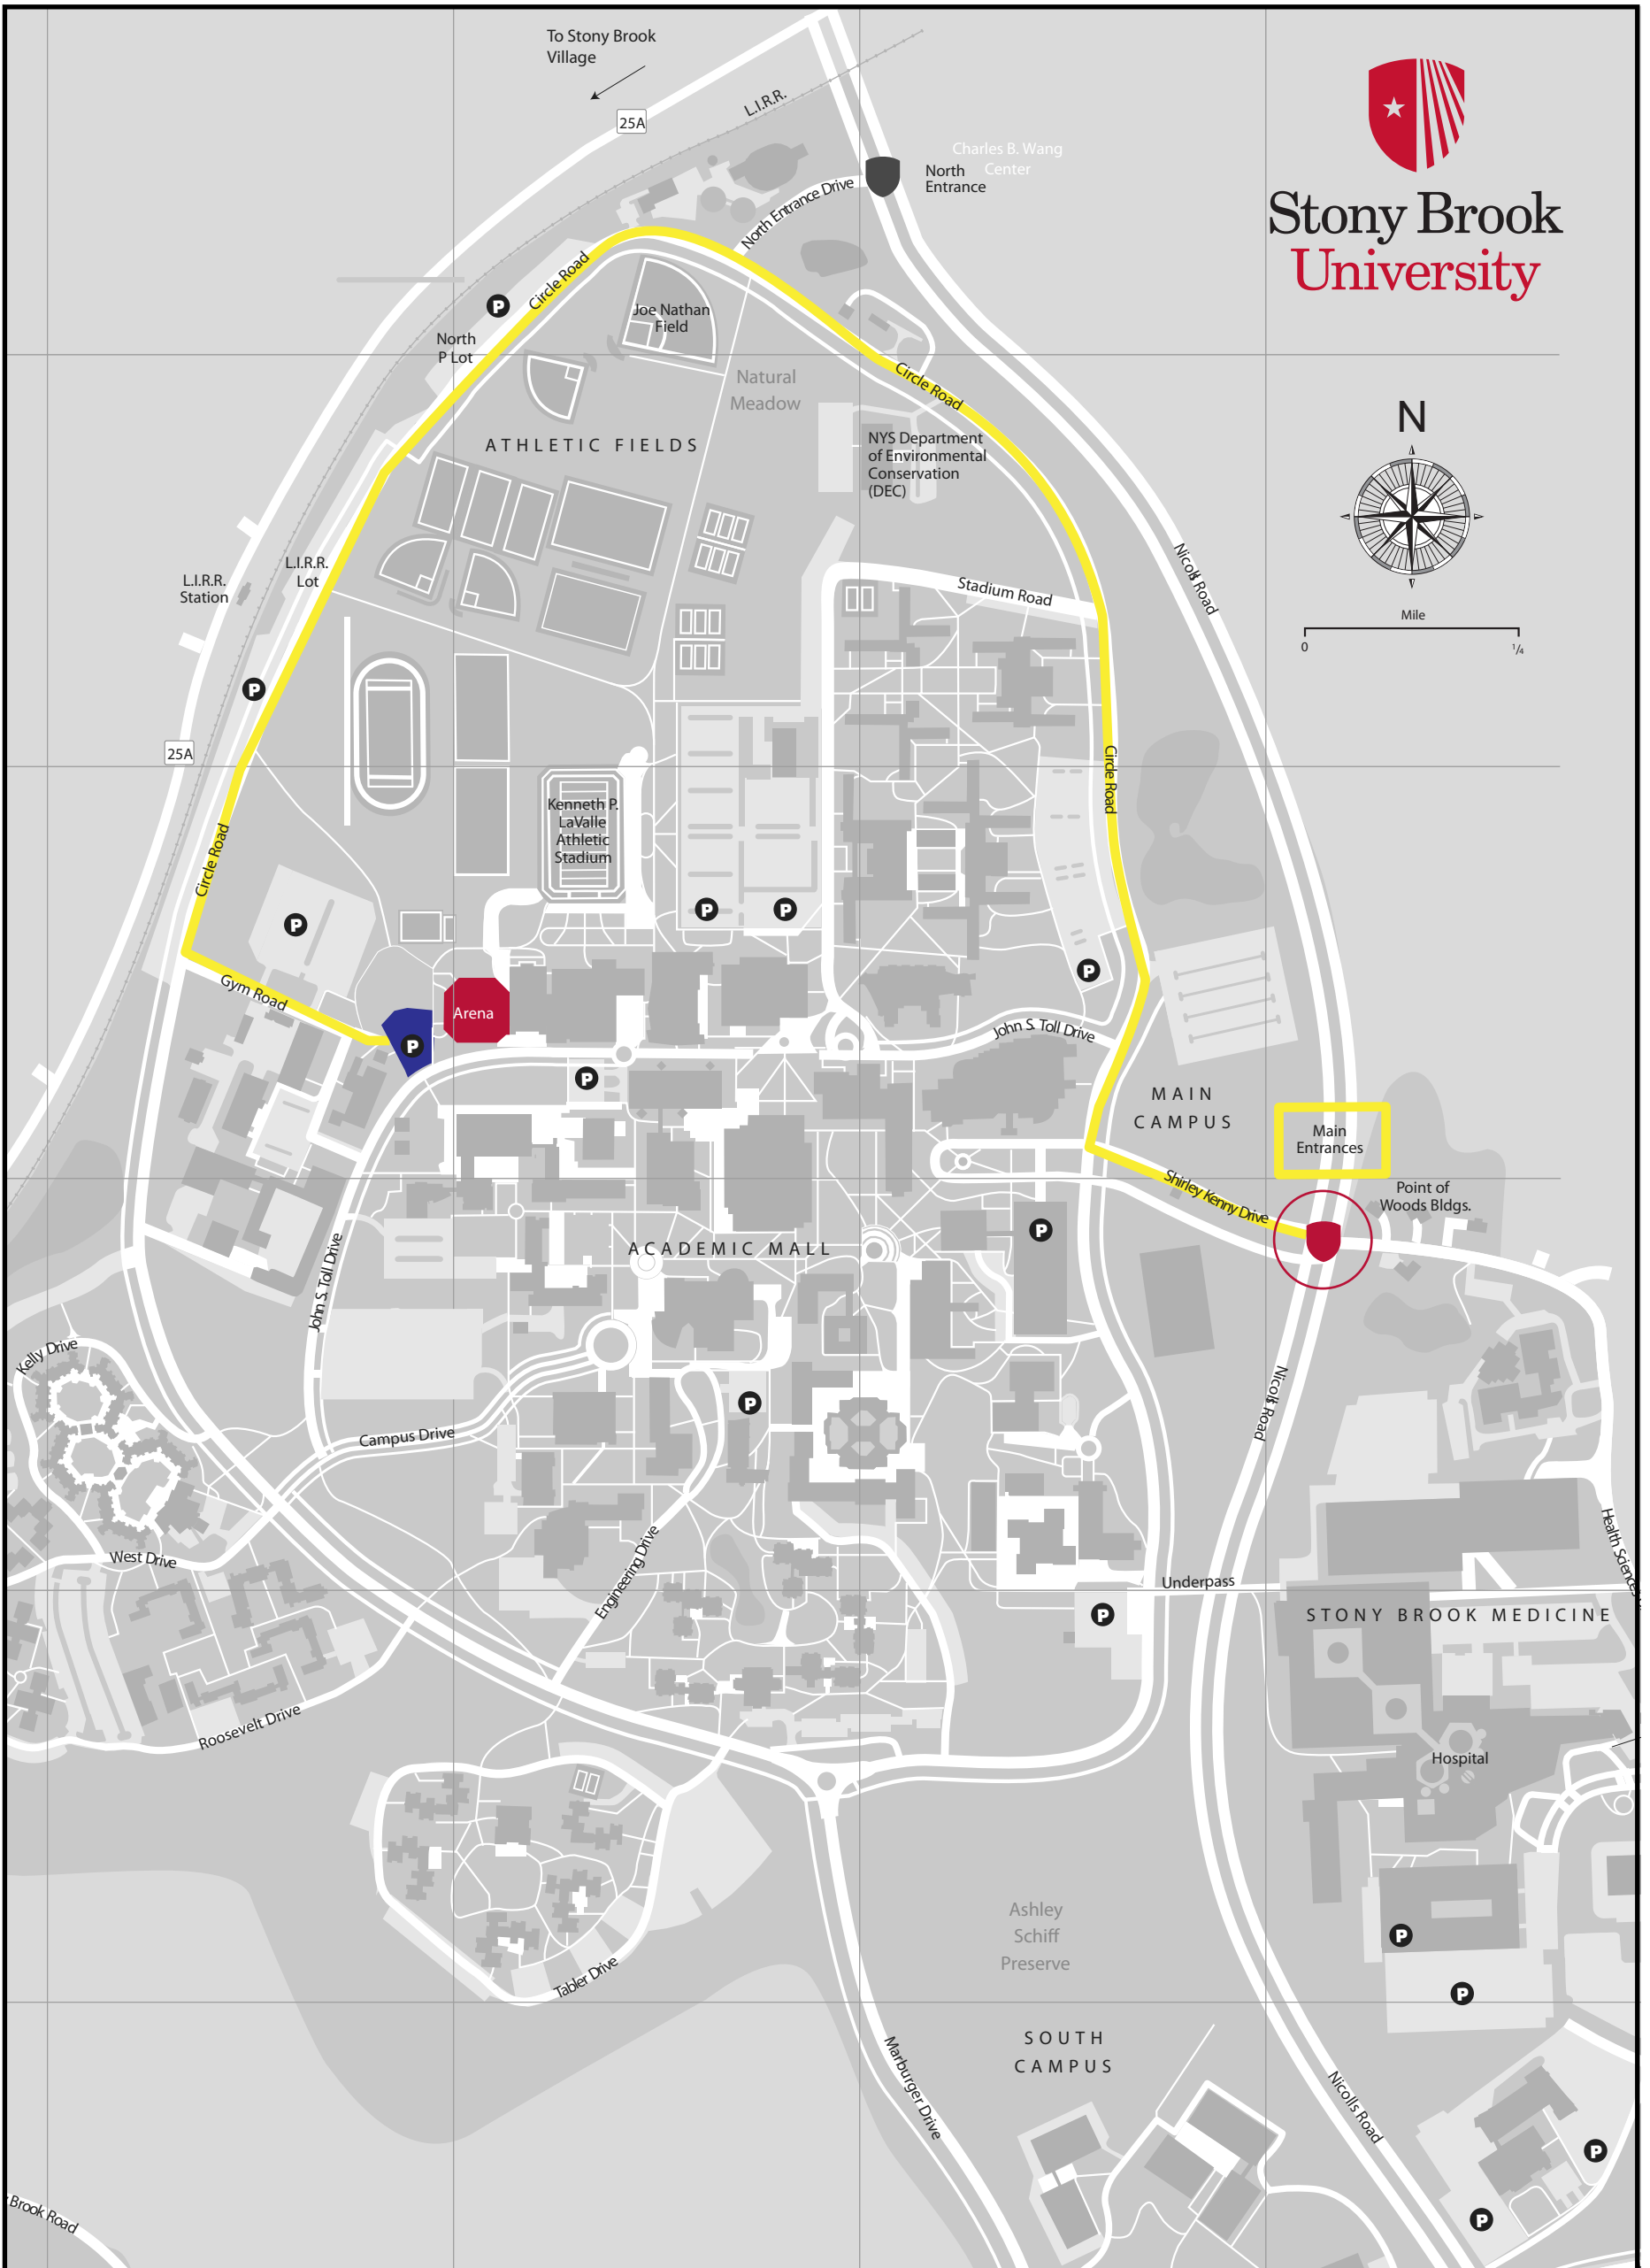 To Stony Brook
Village
25A
L.I.R.R.
Charles B. Wang
Center
North
Entrance
North Entrance Drive
Stony Brook
University
Circle Road
P
Joe Nathan
Field
North
P Lot
Natural
Meadow
Circle Road
ATHLETIC FIELDS
NYS Department
of Environmental
Conservation
(DEC)
N
L.I.R.R.
Lot
L.I.R.R.
Station
Stadium Road
Nicolls Road
Mile
0
1/4
P
25A
Circle Road
Kenneth P.
LaValle
Athletic
Stadium
Circle Road
P
P
P
P
Gym Road
Arena
P
John S. Toll Drive
P
MAIN
CAMPUS
Main
Entrances
Shirley Kenny Drive
Point of
Woods Bldgs.
P
ACADEMIC MALL
John S. Toll Drive
Kelly Drive
P
Nicolls Road
Campus Drive
West Drive
Engineering Drive
Underpass
Health Sciences
P
STONY BROOK MEDICINE
Roosevelt Drive
Hospital
Ashley
Schiff
Preserve
P
Tabler Drive
P
SOUTH
CAMPUS
Marburger Drive
Nicolls Road
P
P
Brook Road